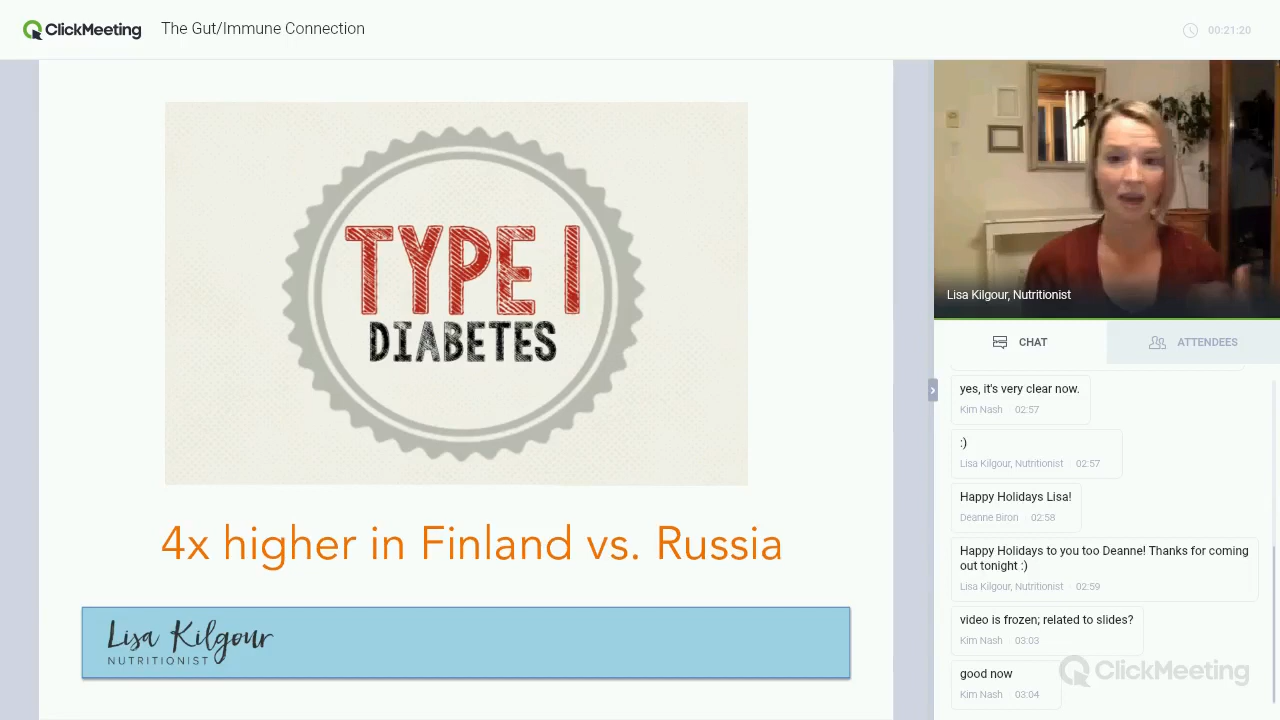 ClickMeeting
The Gut/Immune Connection
00:21:20
TYPE I
DIABETES
4x higher in Finland vs. Russia
Lisa Kilgour
NUTRITIONIST
Lisa Kilgour, Nutritionist
CHAT
ATTENDEES
yes, it's very clear now.
Kim Nash 02:57
:)
Lisa Kilgour, Nutritionist 02:57
Happy Holidays Lisa!
Deanne Biron 02:58
Happy Holidays to you too Deanne! Thanks for coming
out tonight :)
Lisa Kilgour, Nutritionist 02:59
video is frozen; related to slides?
Kim Nash 03:03
good now
Kim Nash 03:04
ClickMeeting